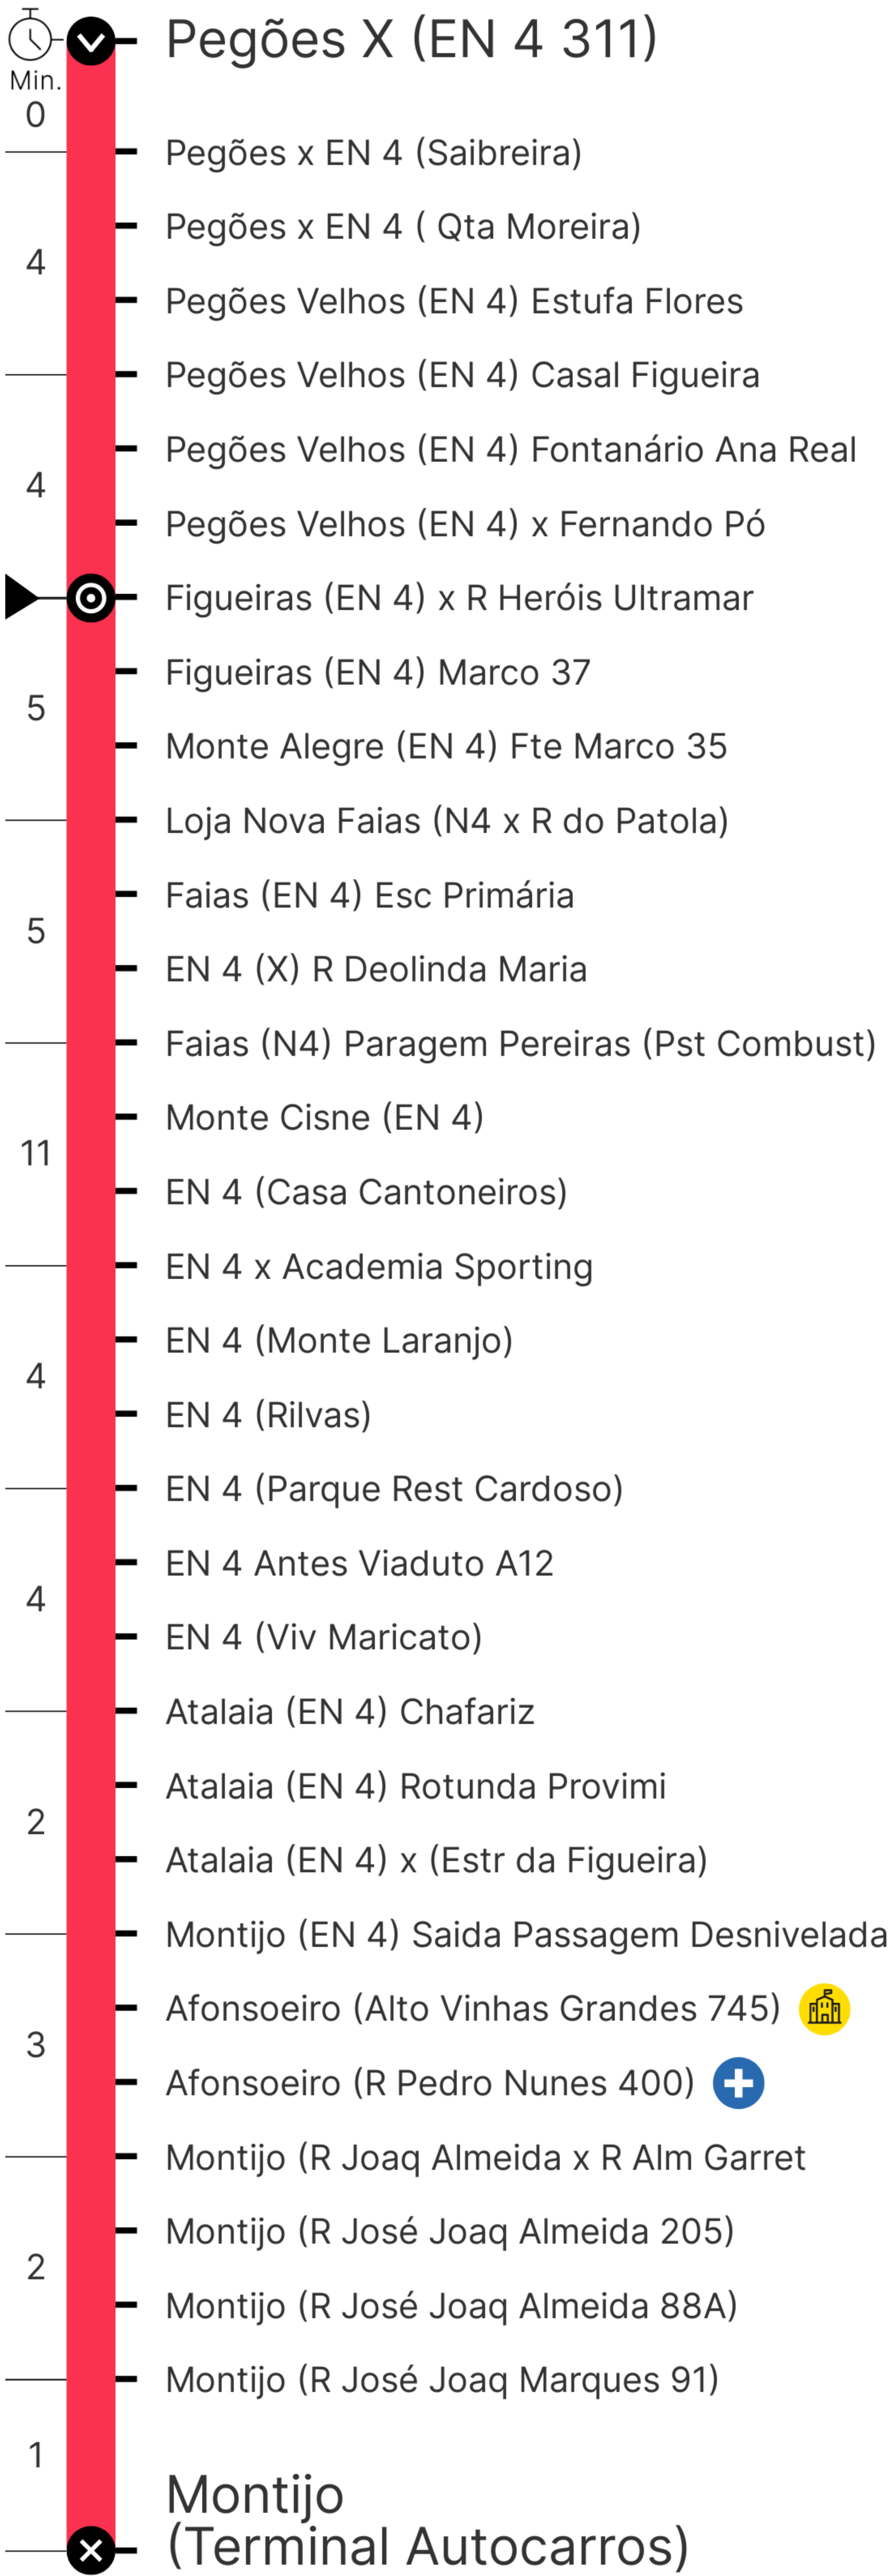 Pegões X (EN 4 311)
Min.
0
Pegões x EN 4 (Saibreira)
Pegões x EN 4 ( Qta Moreira)
4
Pegões Velhos (EN 4) Estufa Flores
Pegões Velhos (EN 4) Casal Figueira
Pegões Velhos (EN 4) Fontanário Ana Real
4
Pegões Velhos (EN 4) x Fernando Pó
Figueiras (EN 4) x R Heróis Ultramar
Figueiras (EN 4) Marco 37
5
Monte Alegre (EN 4) Fte Marco 35
Loja Nova Faias (N4 x R do Patola)
Faias (EN 4) Esc Primária
5
EN 4 (X) R Deolinda Maria
Faias (N4) Paragem Pereiras (Pst Combust)
Monte Cisne (EN 4)
11
EN 4 (Casa Cantoneiros)
EN 4 x Academia Sporting
EN 4 (Monte Laranjo)
4
EN 4 (Rilvas)
EN 4 (Parque Rest Cardoso)
EN 4 Antes Viaduto A12
4
EN 4 (Viv Maricato)
Atalaia (EN 4) Chafariz
Atalaia (EN 4) Rotunda Provimi
2
Atalaia (EN 4) x (Estr da Figueira)
Montijo (EN 4) Saida Passagem Desnivelada
Afonsoeiro (Alto Vinhas Grandes 745)
3
Afonsoeiro (R Pedro Nunes 400)
Montijo (R Joaq Almeida x R Alm Garret
Montijo (R José Joaq Almeida 205)
2
Montijo (R José Joaq Almeida 88A)
Montijo (R José Joaq Marques 91)
1
Montijo
(Terminal Autocarros)